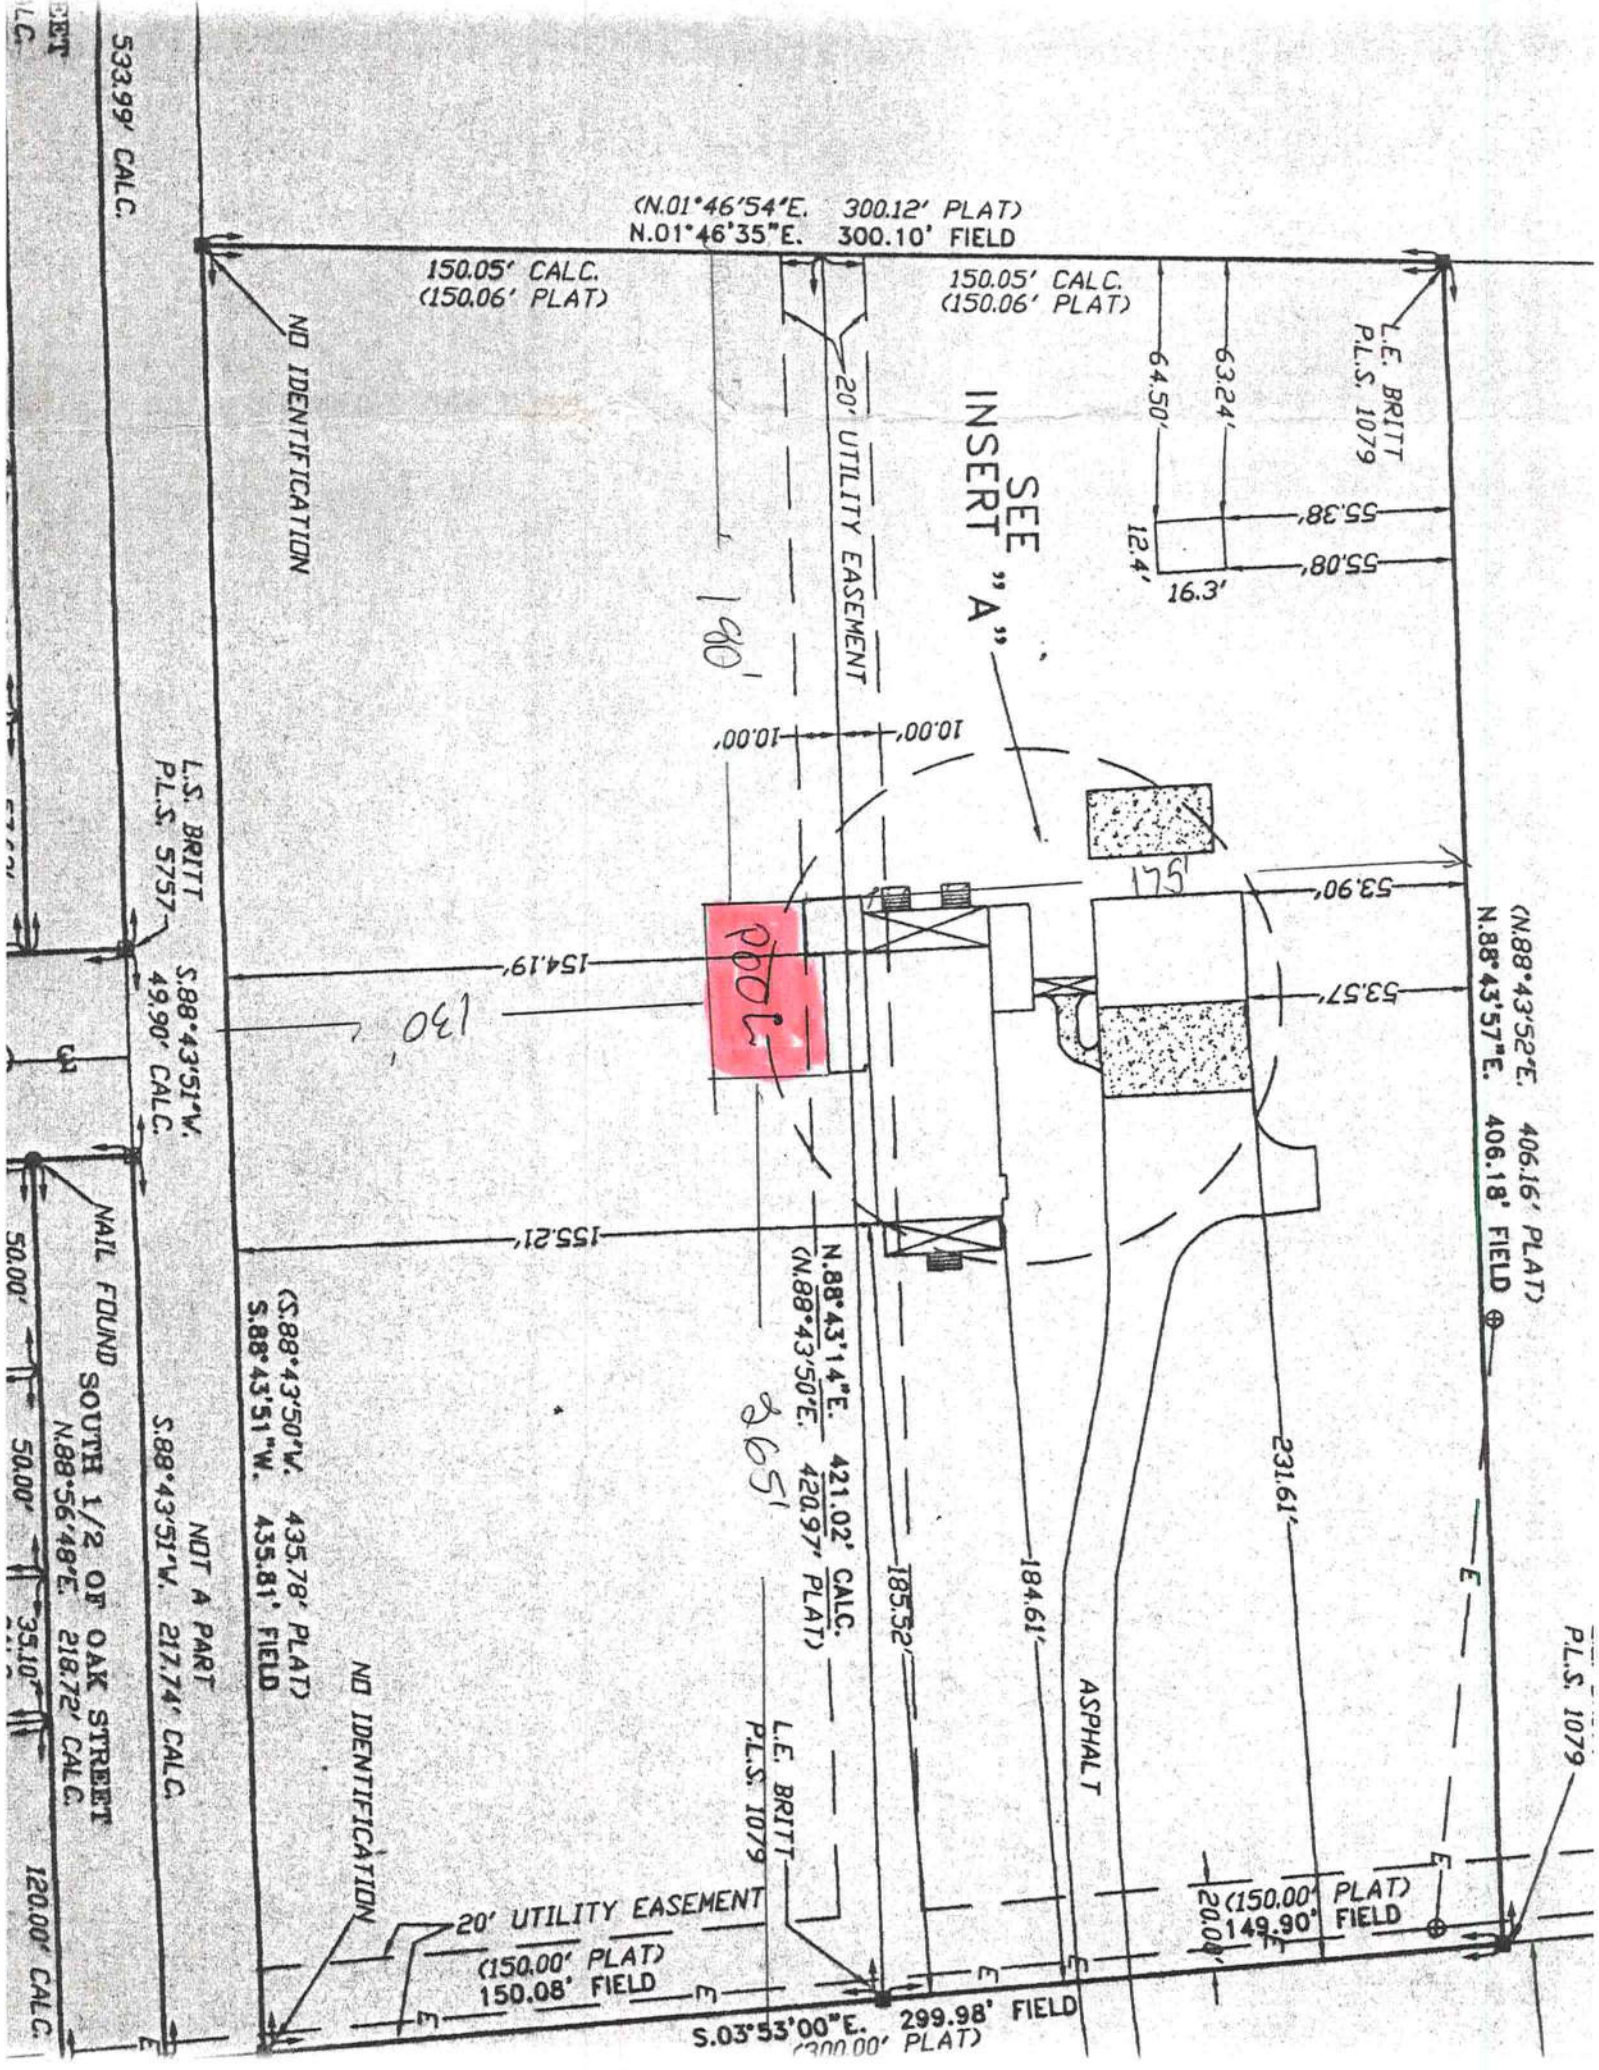 (N.01°46'54"E. 300.12' PLAT)
N.01°46'35"E. 300.10' FIELD
150.05' CALC.
(150.06' PLAT)
150.05' CALC.
(150.06' PLAT)
533.99' CALC.
EET
LC.
NO IDENTIFICATION
20' UTILITY EASEMENT
SEE
INSERT "A"
L.E. BRITT
P.L.S. 1079
63.24'
64.50'
55.38'
55.08'
12.4'
16.3'
180'
10.00'
10.00'
175'
53.90'
53.57'
POOL
154.19'
130'
155.21'
(N.88°43'52"E. 406.16' PLAT)
N.88°43'57"E. 406.18' FIELD
L.S. BRITT
P.L.S. 5757
S.88°43'51"W.
49.90' CALC.
3
NAIL FOUND
N.88°43'14"E. 421.02' CALC.
(N.88°43'50"E. 420.97' PLAT)
265'
(S.88°43'50"W. 435.78' PLAT)
S.88°43'51"W. 435.81' FIELD
185.52'
184.61'
231.61'
ASPHALT
E
P.L.S. 1079
NOT A PART
S.88°43'51"W. 217.74' CALC.
SOUTH 1/2 OF OAK STREET
N.88°56'48"E. 218.72' CALC.
50.00'
50.00'
35.10'
120.00' CALC.
NO IDENTIFICATION
L.E. BRITT
P.L.S. 1079
20' UTILITY EASEMENT
(150.00' PLAT)
150.08' FIELD
E
E
E
20.00'
(150.00' PLAT)
149.90' FIELD
E
E
E
E
S.03°53'00"E. 299.98' FIELD
(300.00' PLAT)